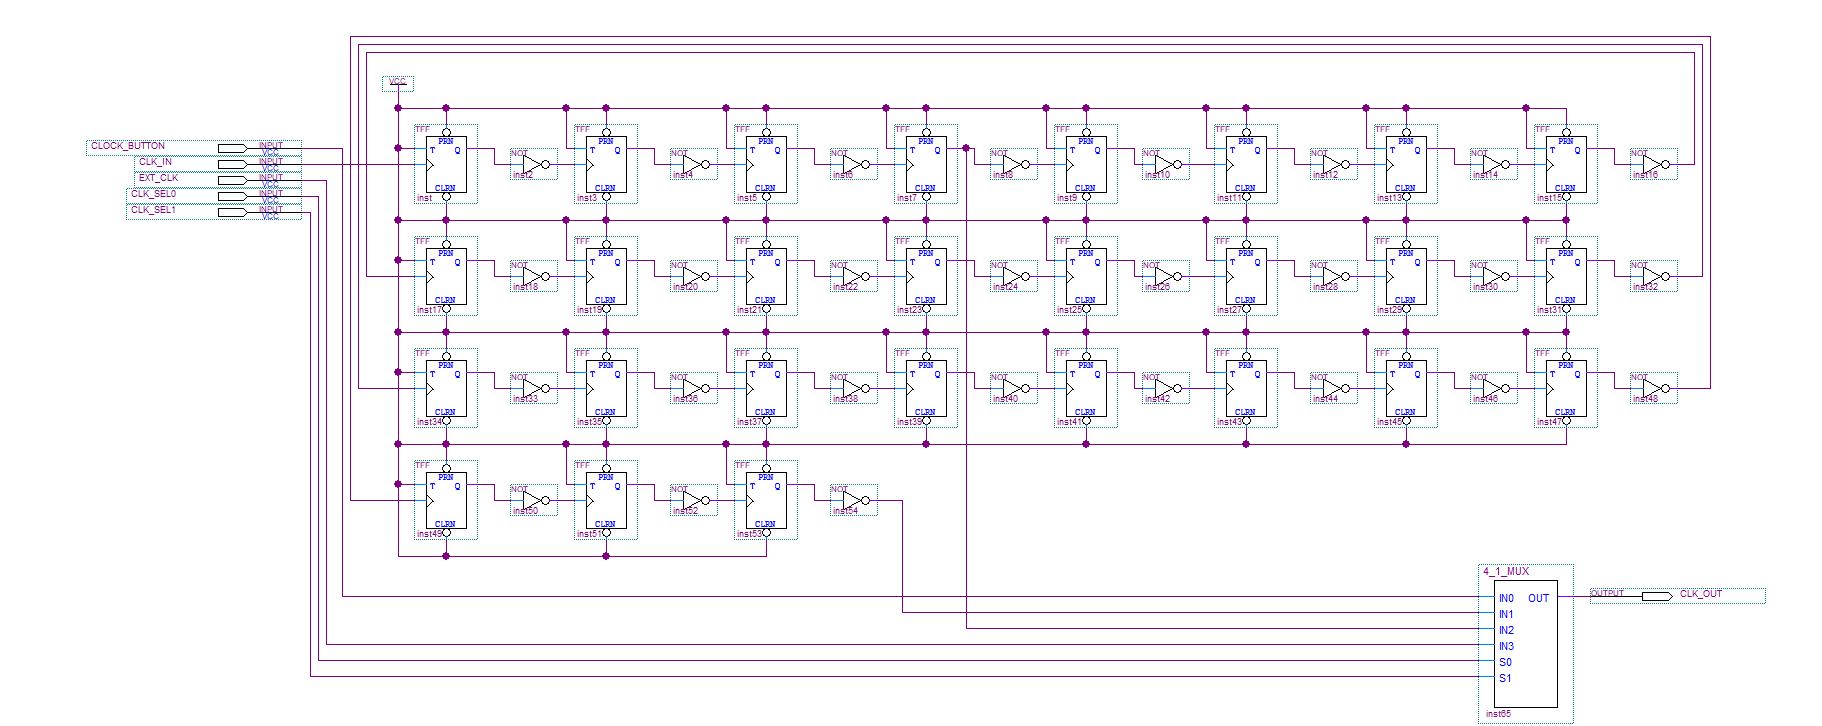 VCC
TFF TFF TFF TFF TFF TFF TFF TFF
PRN PRN PRN PRN PRN PRN PRN PRN
CLOCK_BUTTON INPUT
VCC
T Q T Q T Q T Q T Q T Q T Q T Q
NOT NOT NOT NOT NOT NOT NOT NOT
CLK_IN INPUT
VCC
inst2 inst4 inst6 inst8 inst10 inst12 inst14 inst16
EXT_CLK INPUT
VCC
CLRN CLRN CLRN CLRN CLRN CLRN CLRN CLRN
CLK_SEL0 INPUT
VCC
inst inst3 inst5 inst7 inst9 inst11 inst13 inst15
CLK_SEL1 INPUT
VCC
TFF TFF TFF TFF TFF TFF TFF TFF
PRN PRN PRN PRN PRN PRN PRN PRN
T Q T Q T Q T Q T Q T Q T Q T Q
NOT NOT NOT NOT NOT NOT NOT NOT
inst18 inst20 inst22 inst24 inst26 inst28 inst30 inst32
CLRN CLRN CLRN CLRN CLRN CLRN CLRN CLRN
inst17 inst19 inst21 inst23 inst25 inst27 inst29 inst31
TFF TFF TFF TFF TFF TFF TFF TFF
PRN PRN PRN PRN PRN PRN PRN PRN
T Q T Q T Q T Q T Q T Q T Q T Q
NOT NOT NOT NOT NOT NOT NOT NOT
inst33 inst36 inst38 inst40 inst42 inst44 inst46 inst48
CLRN CLRN CLRN CLRN CLRN CLRN CLRN CLRN
inst34 inst35 inst37 inst39 inst41 inst43 inst45 inst47
TFF TFF TFF
PRN PRN PRN
T Q T Q T Q
NOT NOT NOT
inst50 inst52 inst54
CLRN CLRN CLRN
inst49 inst51 inst53
4_1_MUX
IN0 OUT
OUTPUT CLK_OUT
IN1
IN2
IN3
S0
S1
inst65